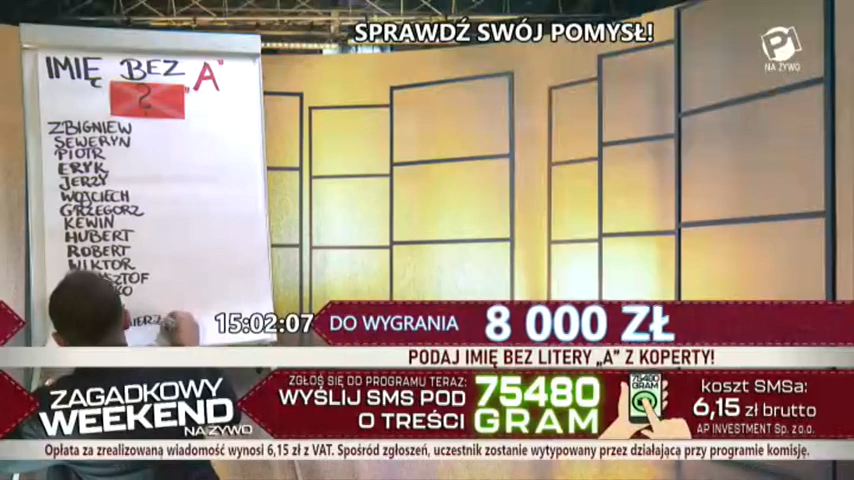 SPRAWDŹ SWÓJ POMYSŁ!
NA ŻYWO
IMIĘ BEZ "A"
?
ZBIGNIEW
SEWERYN
PIOTR
ERYK
JERZY
WOJCIECH
GRZEGORZ
KEWIN
HUBERT
ROBERT
WIKTOR
15:02:07
DO WYGRANIA 8 000 ZŁ
PODAJ IMIĘ BEZ LITERY „A” Z KOPERTY!
ZAGADKOWY
WEEKEND
NA ŻYWO
ZGŁOŚ SIĘ DO PROGRAMU TERAZ:
WYŚLIJ SMS POD
O TREŚCI
75480
GRAM
75480
GRAM
koszt SMSa:
6,15 zł brutto
AP INVESTMENT Sp. z o.o.
Opłata za zrealizowaną wiadomość wynosi 6,15 zł z VAT. Spośród zgłoszeń, uczestnik zostanie wytypowany przez działającą przy programie komisję.